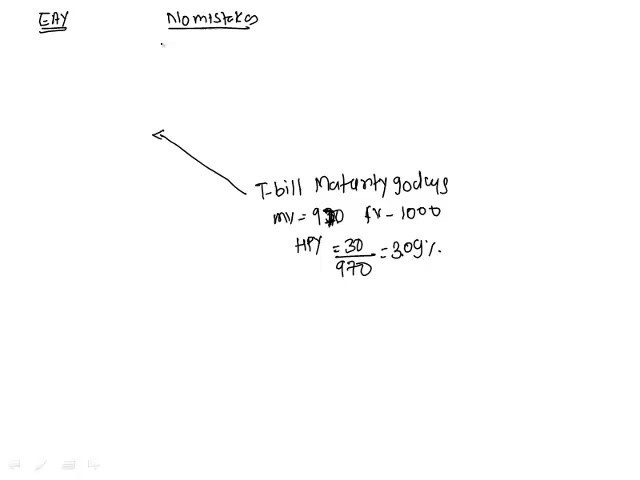 EAY No mistakes
T-bill Maturity 90 days
mv = 970 fv - 1000
HPY = 30 / 970 = 3.09%